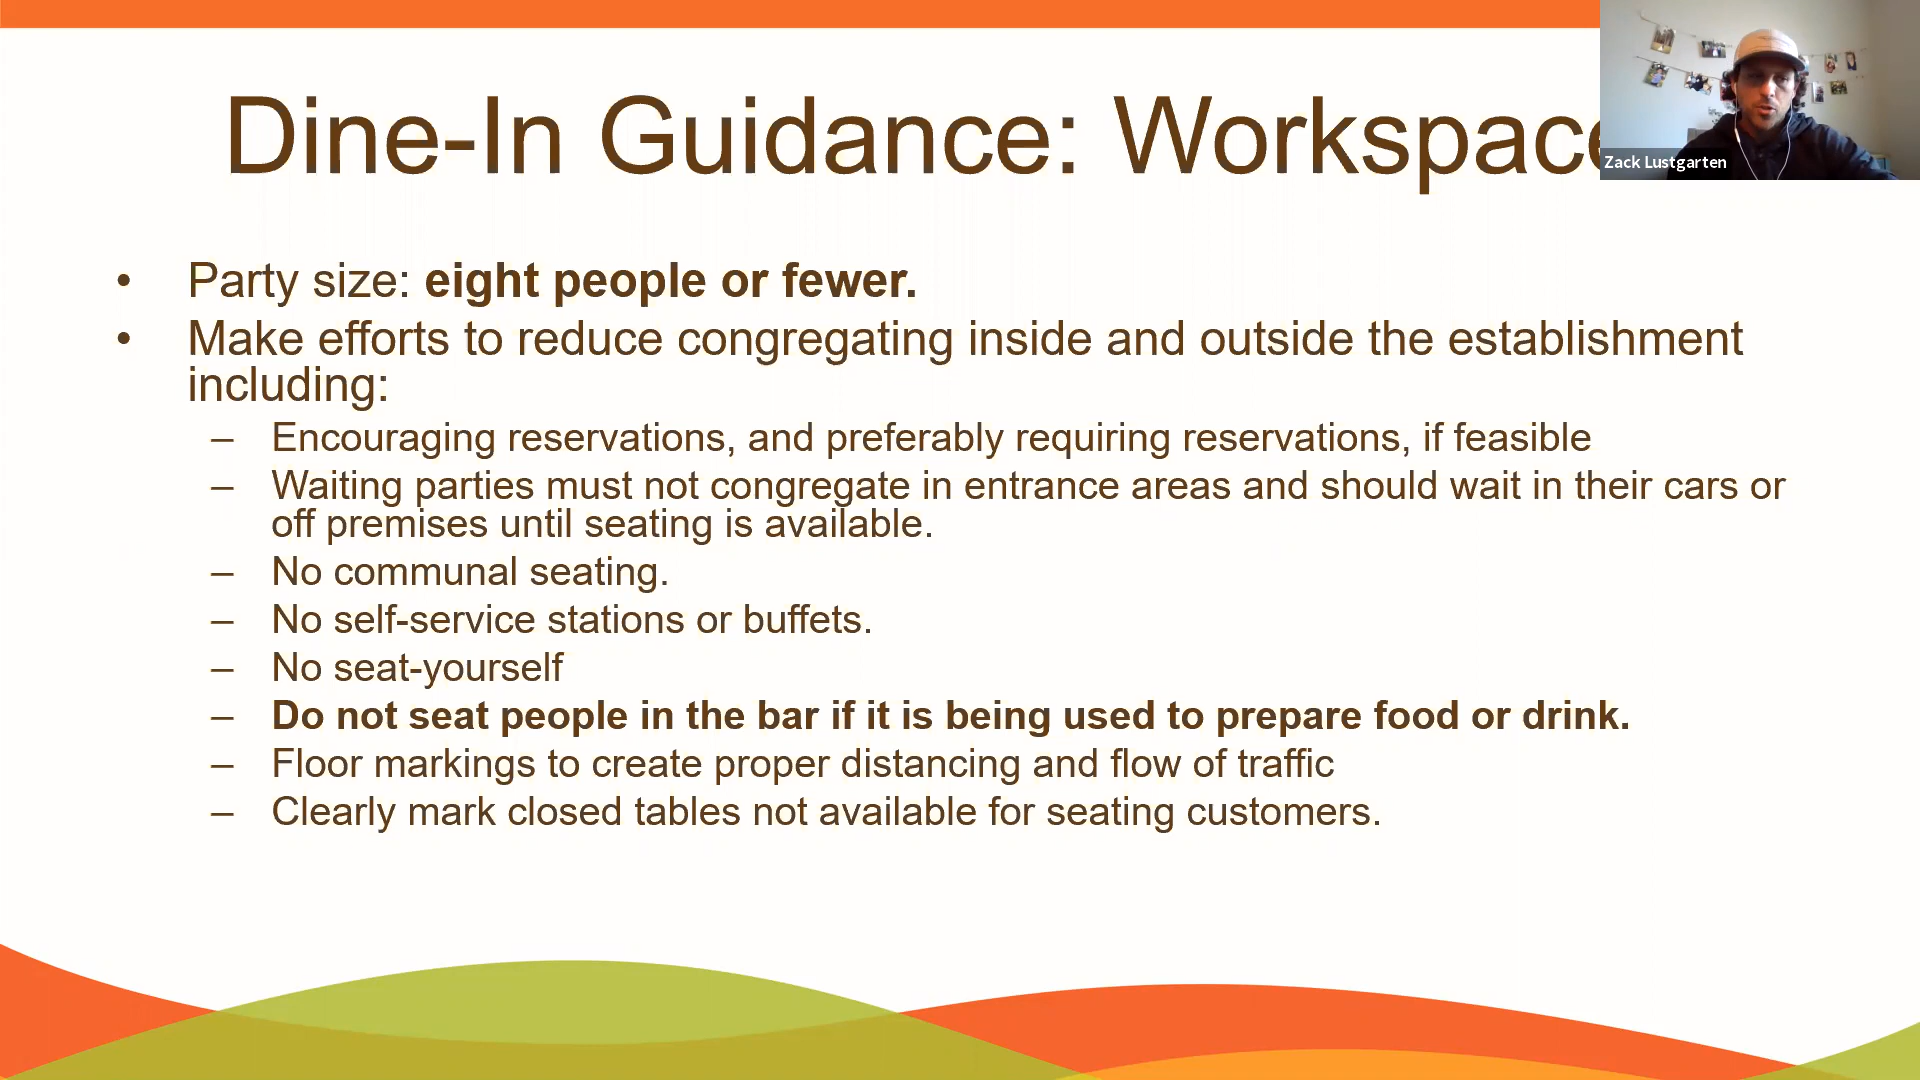 Dine-In Guidance: Workspace
Zack Lustgarten
• Party size: eight people or fewer.
• Make efforts to reduce congregating inside and outside the establishment
including:
– Encouraging reservations, and preferably requiring reservations, if feasible
– Waiting parties must not congregate in entrance areas and should wait in their cars or
off premises until seating is available.
– No communal seating.
– No self-service stations or buffets.
– No seat-yourself
– Do not seat people in the bar if it is being used to prepare food or drink.
– Floor markings to create proper distancing and flow of traffic
– Clearly mark closed tables not available for seating customers.